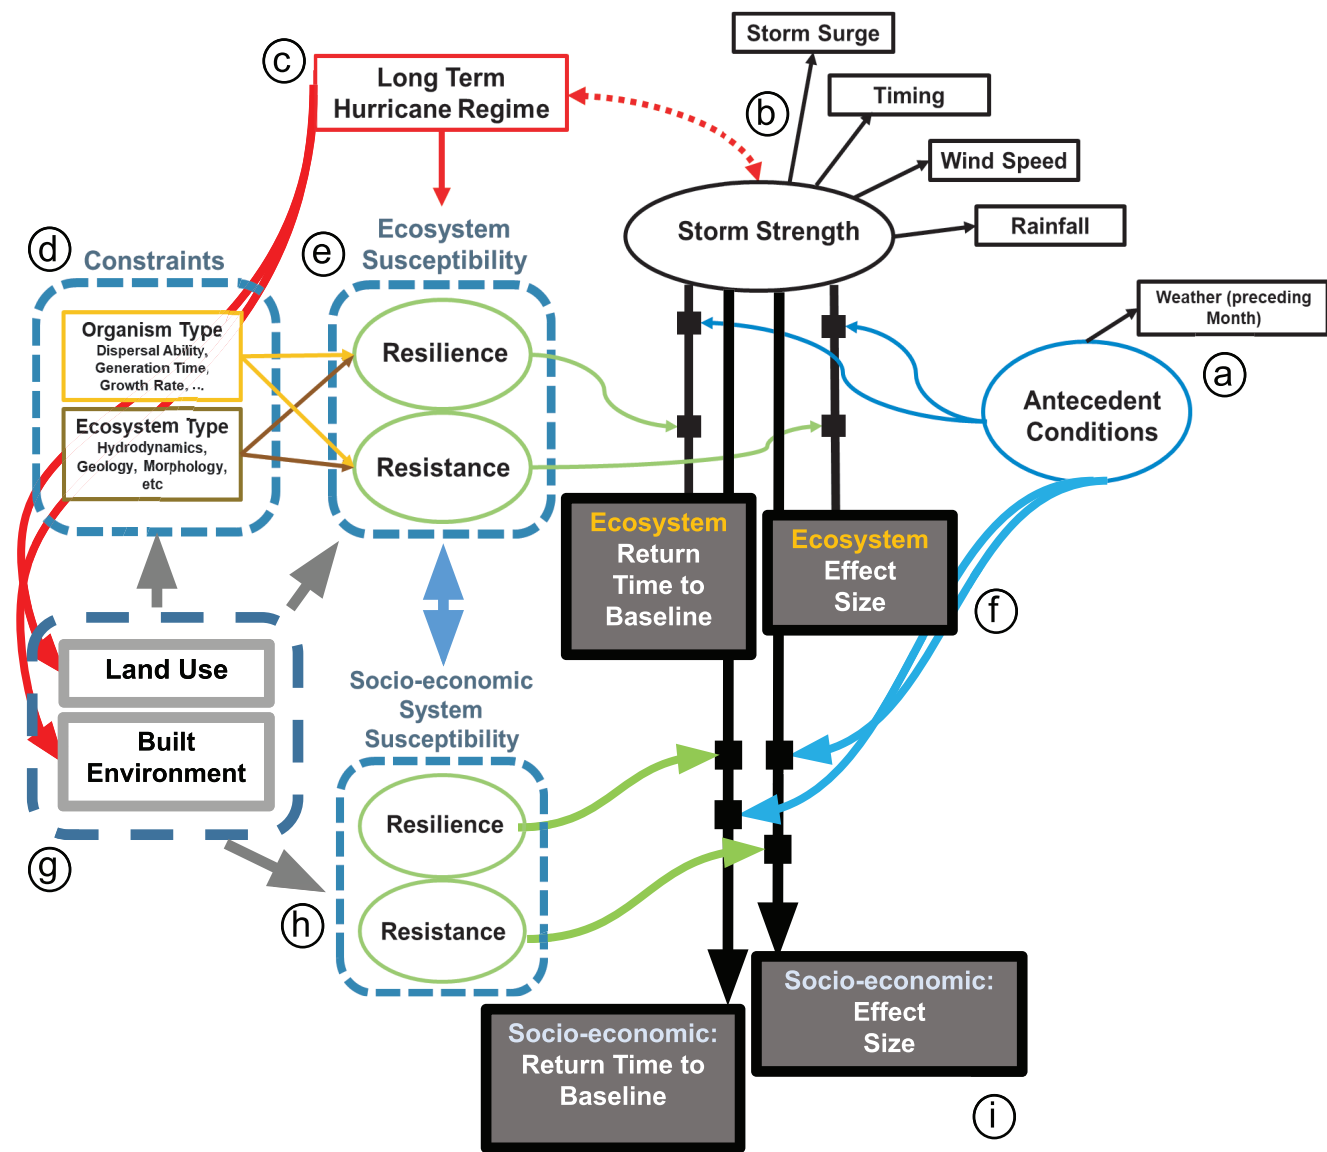 Storm Surge
b
Timing
Wind Speed
Rainfall
c
Long Term
Hurricane Regime
Storm Strength
Weather (preceding
Month)
a
Antecedent
Conditions
d
Constraints
Organism Type
Dispersal Ability,
Generation Time,
Growth Rate, ...
Ecosystem Type
Hydrodynamics,
Geology, Morphology,
etc
e
Ecosystem
Susceptibility
Resilience
Resistance
Ecosystem
Return
Time to
Baseline
Ecosystem
Effect
Size
f
Land Use
Built
Environment
g
Socio-economic
System
Susceptibility
Resilience
Resistance
h
Socio-economic:
Effect
Size
Socio-economic:
Return Time to
Baseline
i